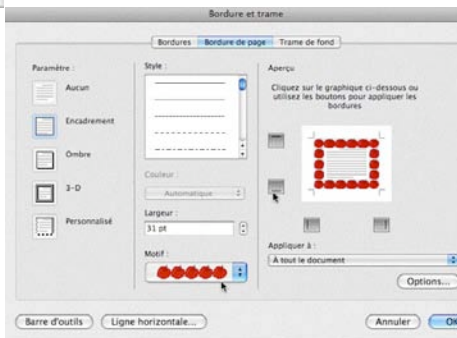 Bordure et trame
Bordures
Bordure de page
Trame de fond
Paramètre :
Aucun
Encadrement
Ombre
3-D
Personnalisé
Style :
Couleur :
Automatique
Largeur :
31 pt
Motif :
Aperçu
Cliquez sur le graphique ci-dessous ou
utilisez les boutons pour appliquer les
bordures
Appliquer à :
À tout le document
Options...
Barre d'outils
Ligne horizontale...
Annuler
OK